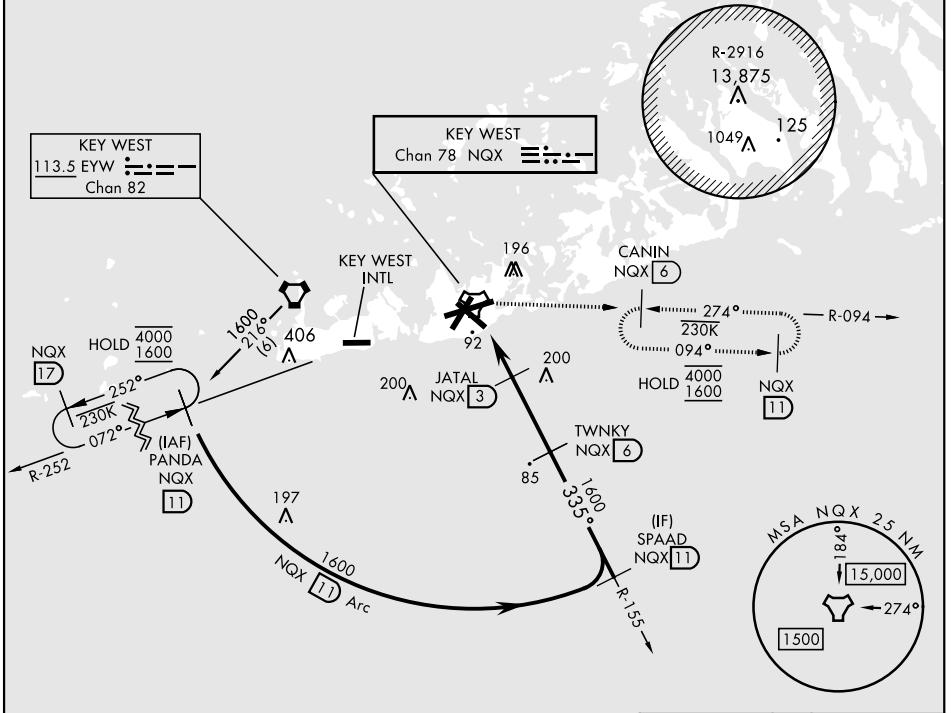 R-2916
13,875
1049
125
KEY WEST
113.5 EYW
Chan 82
KEY WEST
Chan 78 NQX
196
CANIN
NQX 6
KEY WEST
INTL
274°
R-094
230K
094°
1600
216°
(6)
406
HOLD 4000
1600
NQX
17
252°
230K
072°
R-252
(IAF)
PANDA
NQX
11
92
HOLD 4000
1600
NQX
11
200
JATAL
NQX 3
200
TWNKY
NQX 6
85
1600
335°
197
1600
NQX 11 Arc
(IF)
SPAAD
NQX 11
R-155
MSA NQX 25 NM
184°
15,000
274°
1500